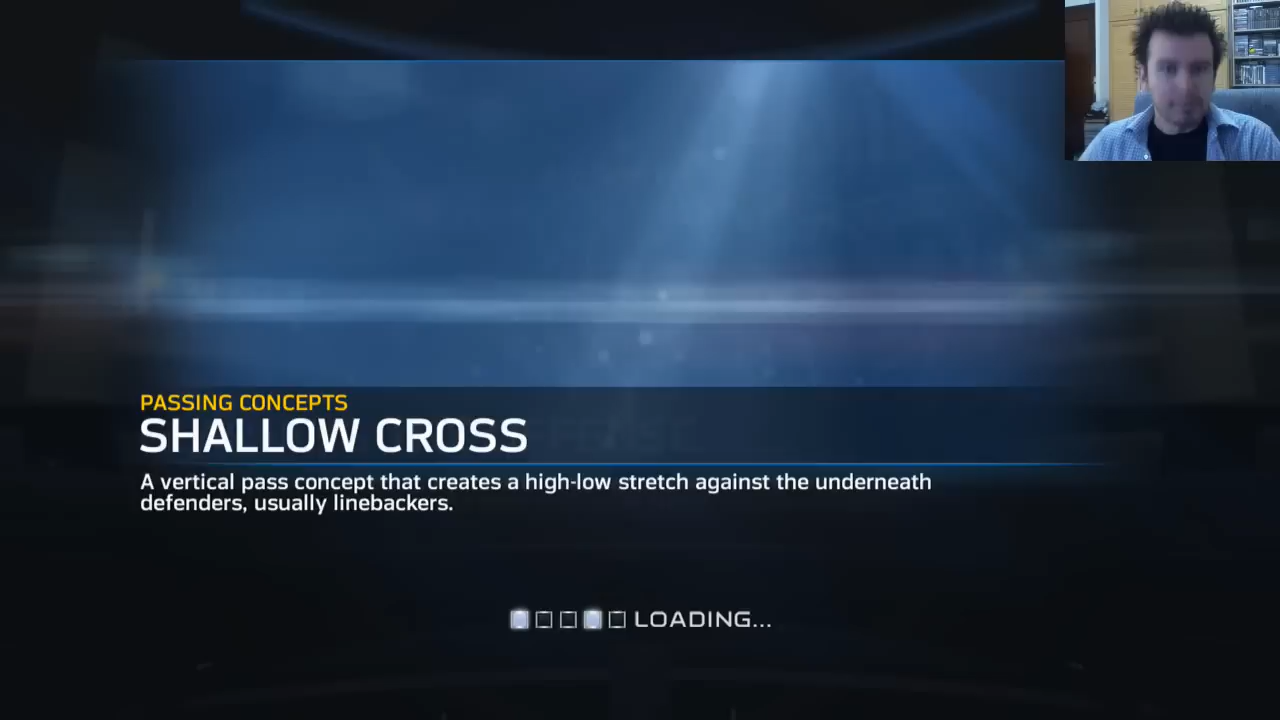 PASSING CONCEPTS
SHALLOW CROSS
A vertical pass concept that creates a high-low stretch against the underneath
defenders, usually linebackers.
LOADING...